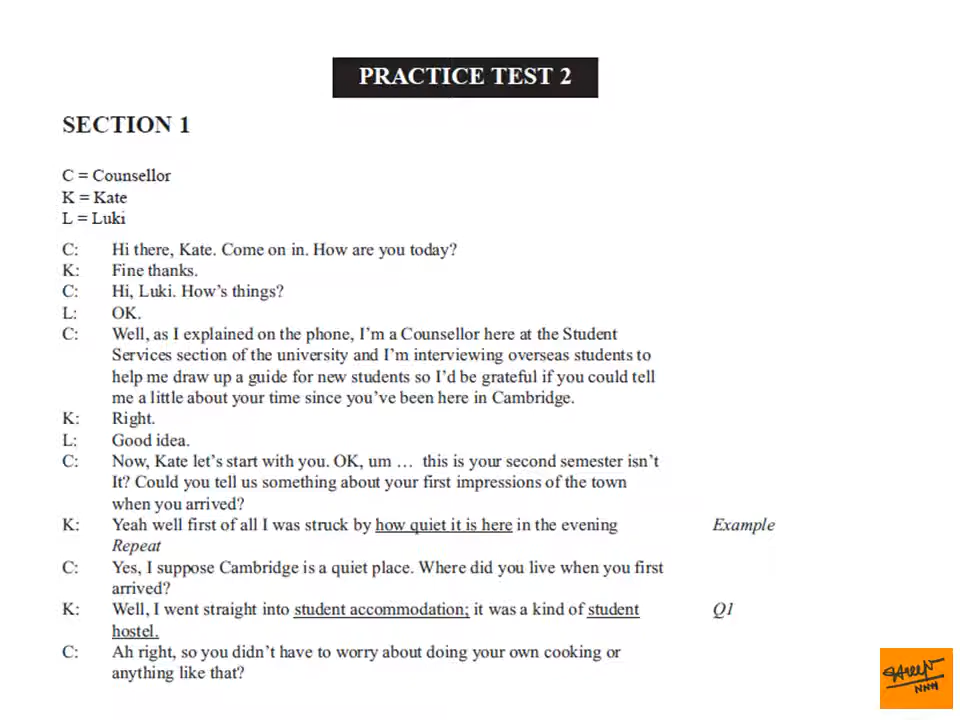 PRACTICE TEST 2
SECTION 1
C = Counsellor
K = Kate
L = Luki
C: Hi there, Kate. Come on in. How are you today?
K: Fine thanks.
C: Hi, Luki. How's things?
L: OK.
C: Well, as I explained on the phone, I'm a Counsellor here at the Student
Services section of the university and I'm interviewing overseas students to
help me draw up a guide for new students so I'd be grateful if you could tell
me a little about your time since you've been here in Cambridge.
K: Right.
L: Good idea.
C: Now, Kate let's start with you. OK, um … this is your second semester isn't
It? Could you tell us something about your first impressions of the town
when you arrived?
K: Yeah well first of all I was struck by how quiet it is here in the evening Example
Repeat
C: Yes, I suppose Cambridge is a quiet place. Where did you live when you first
arrived?
K: Well, I went straight into student accommodation; it was a kind of student Q1
hostel.
C: Ah right, so you didn't have to worry about doing your own cooking or
anything like that?